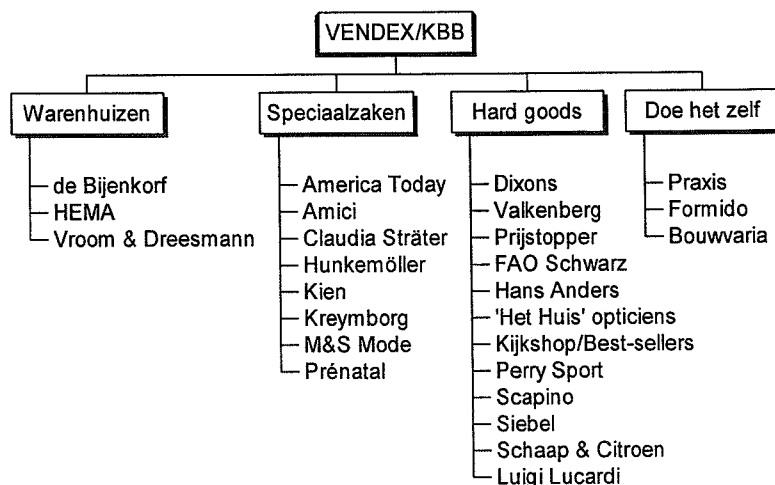 VENDEX/KBB
Warenhuizen
de Bijenkorf
HEMA
Vroom & Dreesmann
Speciaalzaken
America Today
Amici
Claudia Sträter
Hunkemöller
Kien
Kreymborg
M&S Mode
Prénatal
Hard goods
Dixons
Valkenberg
Prijstopper
FAO Schwarz
Hans Anders
'Het Huis' opticiens
Kijkshop/Best-sellers
Perry Sport
Scapino
Siebel
Schaap & Citroen
Luigi Lucardi
Doe het zelf
Praxis
Formido
Bouwvaria